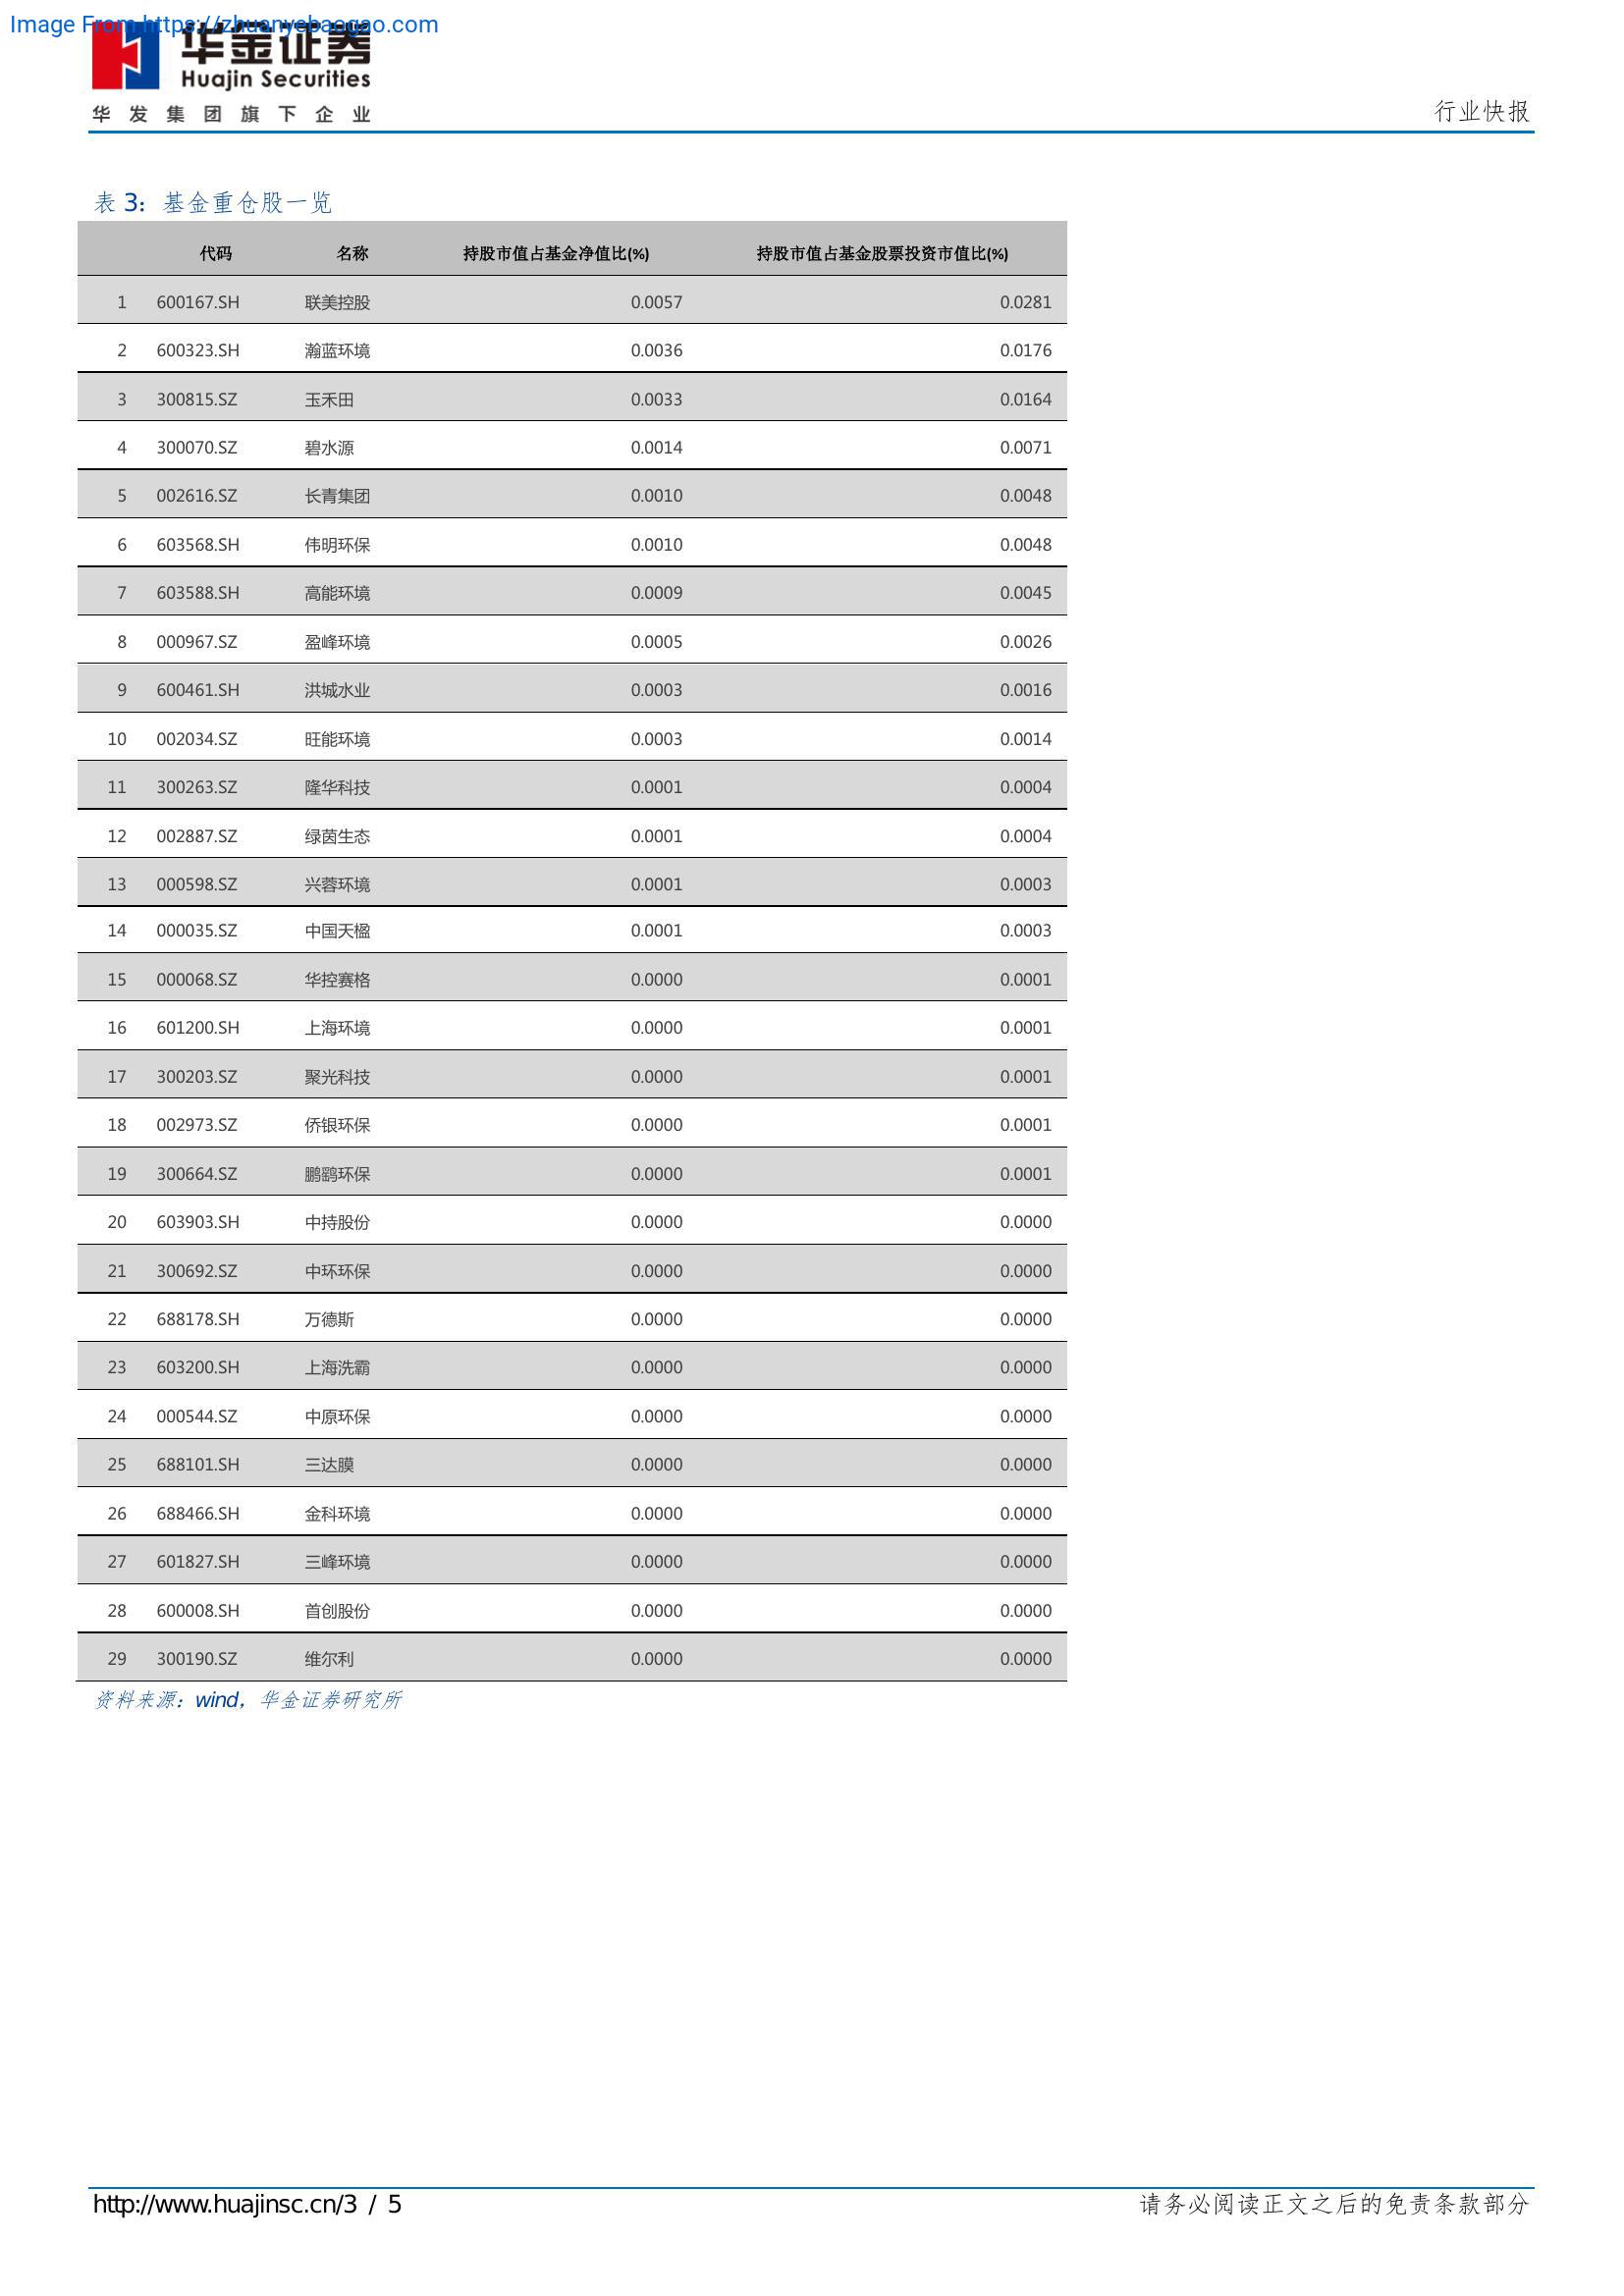 Image From https://zhuanyebaogao.com
华金证券
Huajin Securities
华发集团旗下企业
行业快报
表 3：基金重仓股一览
代码 名称 持股市值占基金净值比(%) 持股市值占基金股票投资市值比(%)
1 600167.SH 联美控股 0.0057 0.0281
2 600323.SH 瀚蓝环境 0.0036 0.0176
3 300815.SZ 玉禾田 0.0033 0.0164
4 300070.SZ 碧水源 0.0014 0.0071
5 002616.SZ 长青集团 0.0010 0.0048
6 603568.SH 伟明环保 0.0010 0.0048
7 603588.SH 高能环境 0.0009 0.0045
8 000967.SZ 盈峰环境 0.0005 0.0026
9 600461.SH 洪城水业 0.0003 0.0016
10 002034.SZ 旺能环境 0.0003 0.0014
11 300263.SZ 隆华科技 0.0001 0.0004
12 002887.SZ 绿茵生态 0.0001 0.0004
13 000598.SZ 兴蓉环境 0.0001 0.0003
14 000035.SZ 中国天楹 0.0001 0.0003
15 000068.SZ 华控赛格 0.0000 0.0001
16 601200.SH 上海环境 0.0000 0.0001
17 300203.SZ 聚光科技 0.0000 0.0001
18 002973.SZ 侨银环保 0.0000 0.0001
19 300664.SZ 鹏鹞环保 0.0000 0.0001
20 603903.SH 中持股份 0.0000 0.0000
21 300692.SZ 中环环保 0.0000 0.0000
22 688178.SH 万德斯 0.0000 0.0000
23 603200.SH 上海洗霸 0.0000 0.0000
24 000544.SZ 中原环保 0.0000 0.0000
25 688101.SH 三达膜 0.0000 0.0000
26 688466.SH 金科环境 0.0000 0.0000
27 601827.SH 三峰环境 0.0000 0.0000
28 600008.SH 首创股份 0.0000 0.0000
29 300190.SZ 维尔利 0.0000 0.0000
资料来源：wind，华金证券研究所
http://www.huajinsc.cn/3 / 5
请务必阅读正文之后的免责条款部分